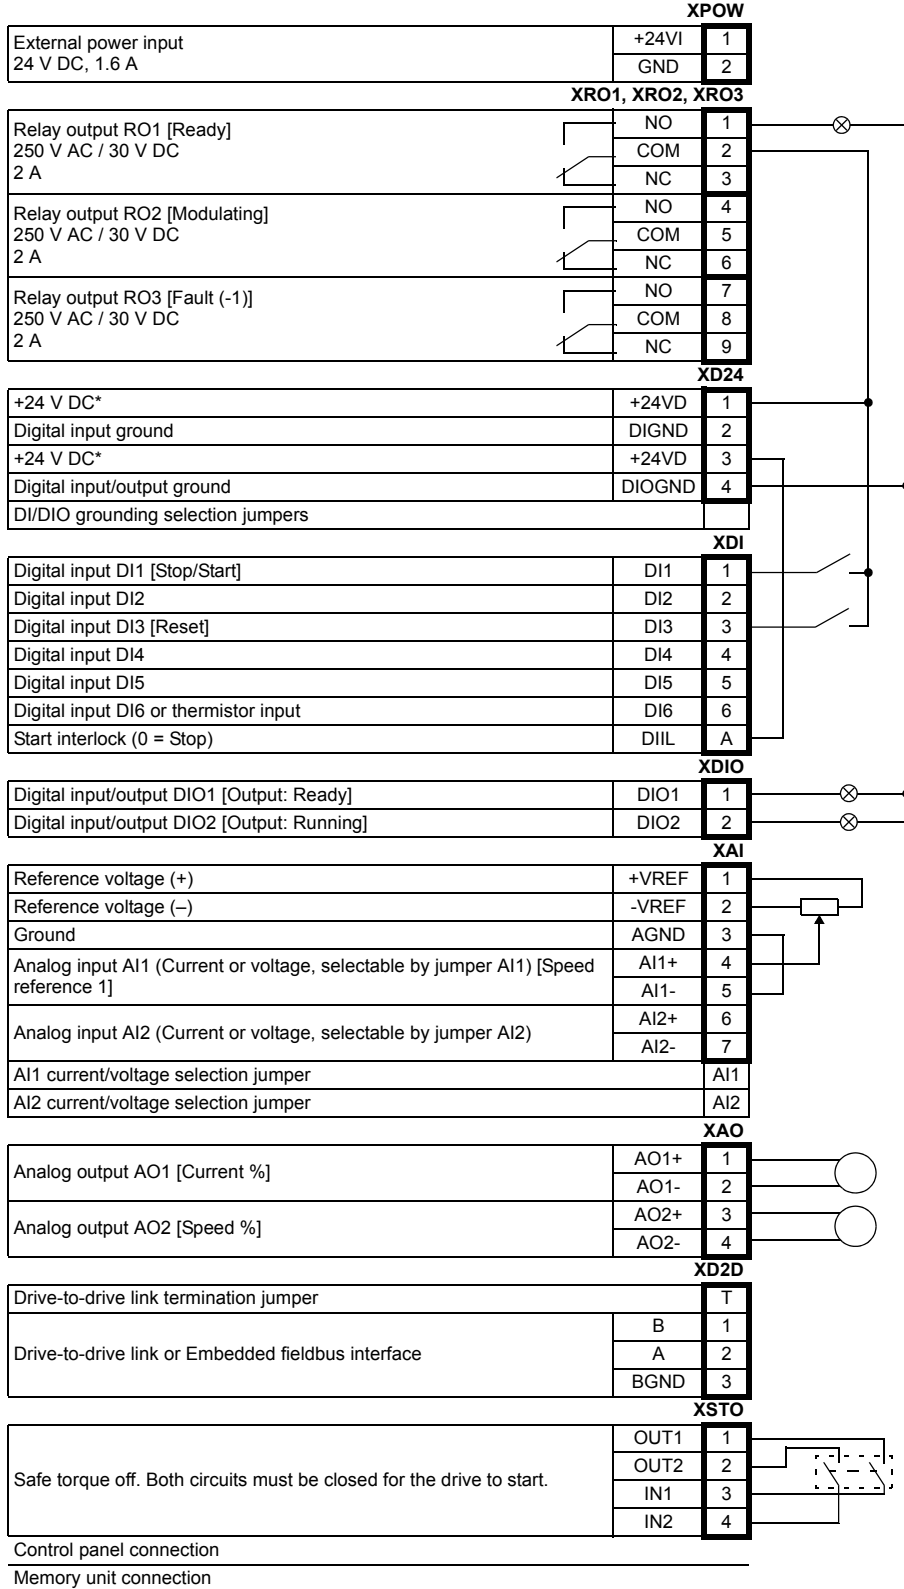 XPOW
External power input
24 V DC, 1.6 A
+24VI 1
GND 2
XRO1, XRO2, XRO3
Relay output RO1 [Ready]
250 V AC / 30 V DC
2 A
NO 1
COM 2
NC 3
Relay output RO2 [Modulating]
250 V AC / 30 V DC
2 A
NO 4
COM 5
NC 6
Relay output RO3 [Fault (-1)]
250 V AC / 30 V DC
2 A
NO 7
COM 8
NC 9
XD24
+24 V DC* +24VD 1
Digital input ground DIGND 2
+24 V DC* +24VD 3
Digital input/output ground DIOGND 4
DI/DIO grounding selection jumpers
XDI
Digital input DI1 [Stop/Start] DI1 1
Digital input DI2 DI2 2
Digital input DI3 [Reset] DI3 3
Digital input DI4 DI4 4
Digital input DI5 DI5 5
Digital input DI6 or thermistor input DI6 6
Start interlock (0 = Stop) DIIL A
XDIO
Digital input/output DIO1 [Output: Ready] DIO1 1
Digital input/output DIO2 [Output: Running] DIO2 2
XAI
Reference voltage (+) +VREF 1
Reference voltage (–) -VREF 2
Ground AGND 3
Analog input AI1 (Current or voltage, selectable by jumper AI1) [Speed
reference 1]
AI1+ 4
AI1- 5
Analog input AI2 (Current or voltage, selectable by jumper AI2)
AI2+ 6
AI2- 7
AI1 current/voltage selection jumper AI1
AI2 current/voltage selection jumper AI2
XAO
Analog output AO1 [Current %]
AO1+ 1
AO1- 2
Analog output AO2 [Speed %]
AO2+ 3
AO2- 4
XD2D
Drive-to-drive link termination jumper T
Drive-to-drive link or Embedded fieldbus interface
B 1
A 2
BGND 3
XSTO
Safe torque off. Both circuits must be closed for the drive to start.
OUT1 1
OUT2 2
IN1 3
IN2 4
Control panel connection
Memory unit connection